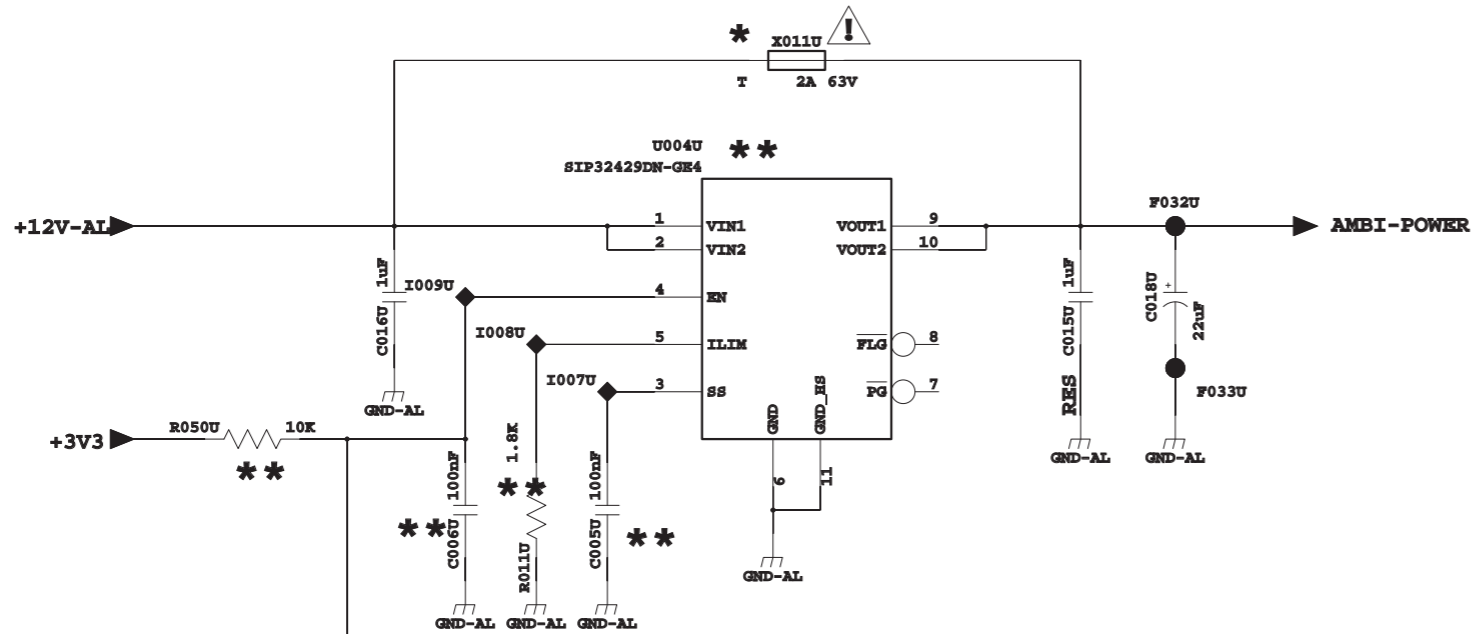 * X011U !
T 2A 63V
U004U **
SIP32429DN-GE4
+12V-AL
1 VIN1
2 VIN2
4 EN
5 ILIM
3 SS
VOUT1 9
VOUT2 10
FLG 8
PG 7
GND
GND_HS
6
11
GND-AL
F032U
AMBI-POWER
C016U 1uF
GND-AL
I009U
I008U
I007U
+3V3
R050U 10K
**
C006U 100nF
**
GND-AL
1.8K
**
R011U
GND-AL
C005U 100nF
**
GND-AL
RES C015U 1uF
GND-AL
C018U
+
22uF
F033U
GND-AL